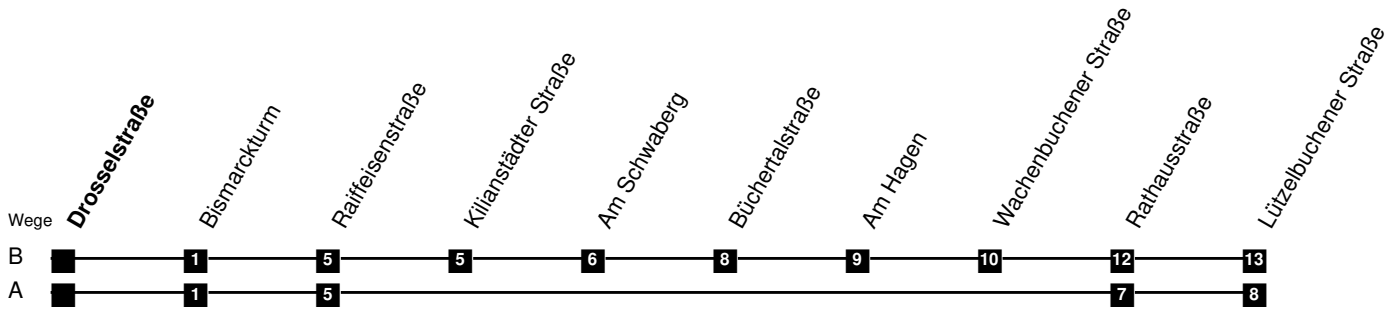 Drosselstraße
Bismarckturm
Raiffeisenstraße
Kilianstädter Straße
Am Schwaberg
Büchertalstraße
Am Hagen
Wachenbuchener Straße
Rathausstraße
Lützelbuchener Straße
Wege
B 1 5 5 6 8 9 10 12 13
A 1 5 7 8